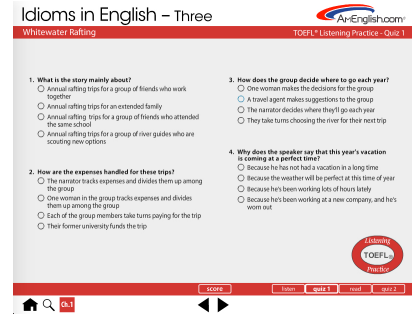 Idioms in English – Three
AmEnglish.com®
Whitewater Rafting
TOEFL® Listening Practice - Quiz 1
1. What is the story mainly about?
Annual rafting trips for a group of friends who work
together
Annual rafting trips for an extended family
Annual rafting trips for a group of friends who attended
the same school
Annual rafting trips for a group of river guides who are
scouting new options
2. How are the expenses handled for these trips?
The narrator tracks expenses and divides them up among
the group
One woman in the group tracks expenses and divides
them up among the group
Each of the group members take turns paying for the trip
Their former university funds the trip
3. How does the group decide where to go each year?
One woman makes the decisions for the group
A travel agent makes suggestions to the group
The narrator decides where they'll go each year
They take turns choosing the river for their next trip
4. Why does the speaker say that this year's vacation
is coming at a perfect time?
Because he has not had a vacation in a long time
Because the weather will be perfect at this time of year
Because he's been working lots of hours lately
Because he's been working at a new company, and he's
worn out
Listening
TOEFL®
Practice
score
listen
quiz 1
read
quiz 2
Ch.1